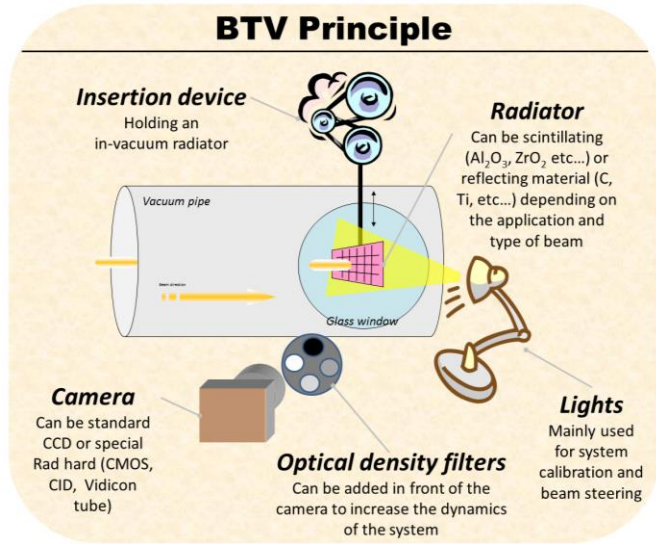 BTV Principle
Insertion device
Holding an
in-vacuum radiator
Radiator
Can be scintillating
(Al₂O₃, ZrO₂ etc...) or
reflecting material (C,
Ti, etc...) depending on
the application and
type of beam
Vacuum pipe
Beam direction
Glass window
Camera
Can be standard
CCD or special
Rad hard (CMOS,
CID, Vidicon
tube)
Optical density filters
Can be added in front of the
camera to increase the dynamics
of the system
Lights
Mainly used
for system
calibration and
beam steering